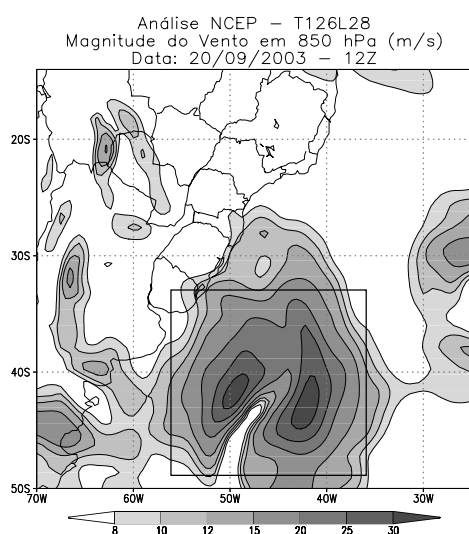 Análise NCEP – T126L28
Magnitude do Vento em 850 hPa (m/s)
Data: 20/09/2003 – 12Z
20S
30S
40S
50S
70W 60W 50W 40W 30W
8 10 12 15 20 25 30